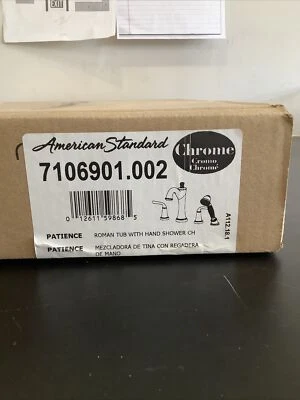 American Standard
Chrome
Cromo
Chromé
7106901.002
0 12611 59868 5
A112.18.1
PATIENCE ROMAN TUB WITH HAND SHOWER CH
PATIENCE MEZCLADORA DE TINA CON REGADERA
DE MANO